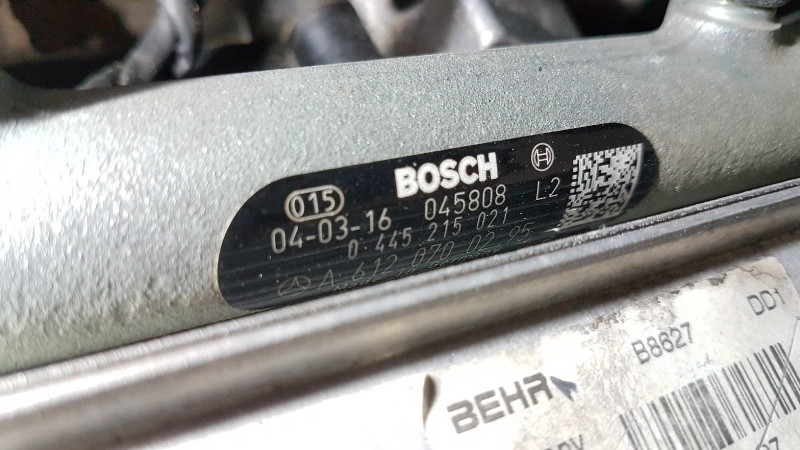 BOSCH
015
04-03-16 045808 L2
0 445 215 021
A 612 070 02 95
BEHR
B8627 DD1